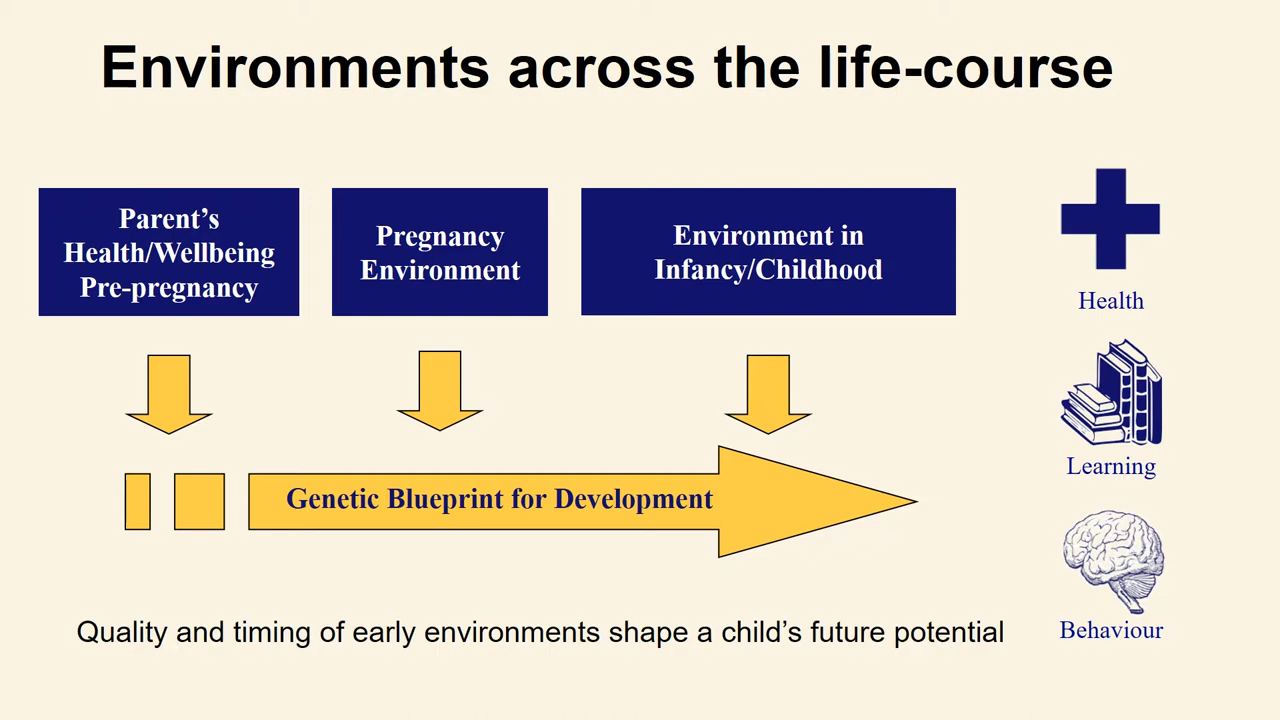 Environments across the life-course
Parent’s
Health/Wellbeing
Pre-pregnancy
Pregnancy
Environment
Environment in
Infancy/Childhood
Health
Learning
Genetic Blueprint for Development
Behaviour
Quality and timing of early environments shape a child’s future potential